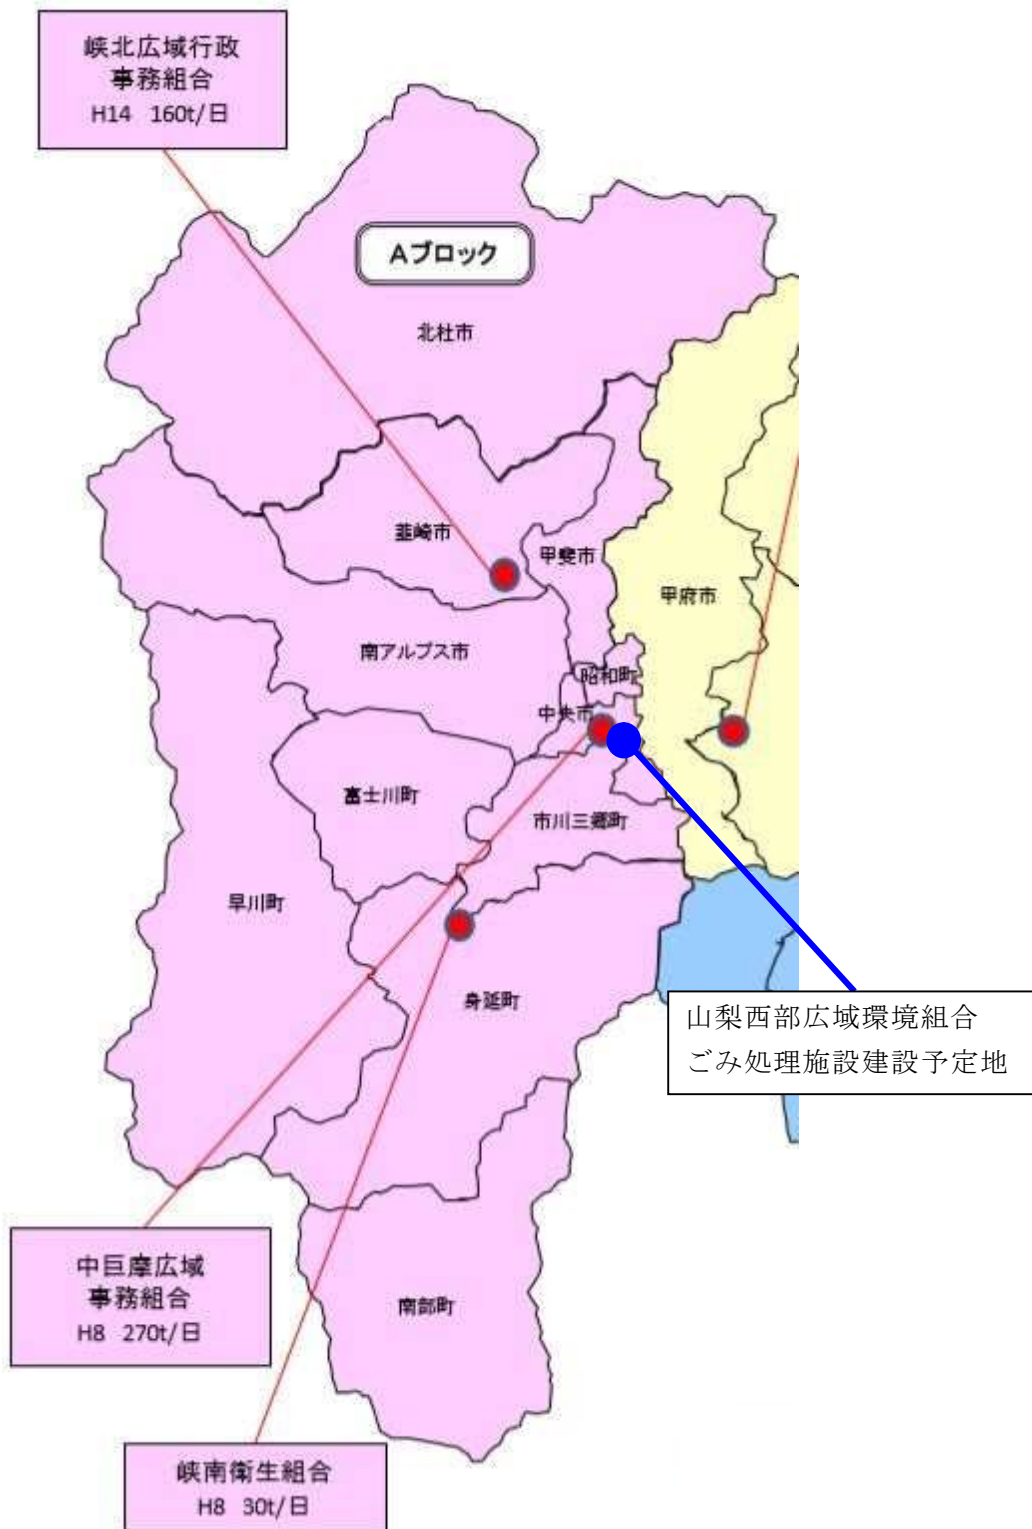 峡北広域行政
事務組合
H14 160t/日
Aブロック
北杜市
韮崎市
甲斐市
甲府市
南アルプス市
昭和町
中央市
富士川町
市川三郷町
早川町
身延町
山梨西部広域環境組合
ごみ処理施設建設予定地
中巨摩広域
事務組合
H8 270t/日
南部町
峡南衛生組合
H8 30t/日